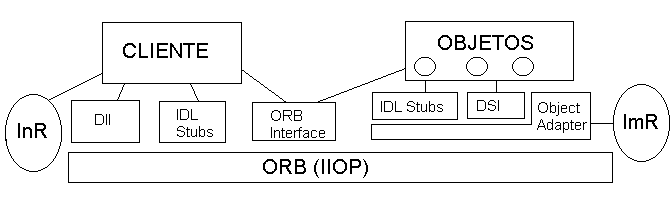 CLIENTE
OBJETOS
InR
DII
IDL
Stubs
ORB
Interface
IDL Stubs
DSI
Object
Adapter
ImR
ORB (IIOP)